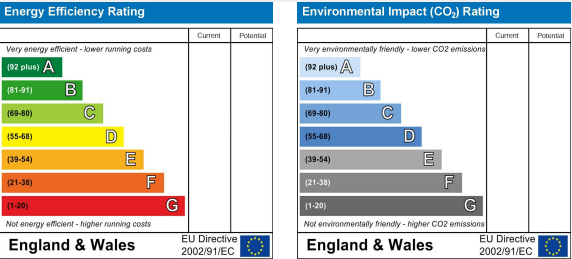 Energy Efficiency Rating
Current Potential
Very energy efficient - lower running costs
(92 plus) A
(81-91) B
(69-80) C
(55-68) D
(39-54) E
(21-38) F
(1-20) G
Not energy efficient - higher running costs
England & Wales
EU Directive
2002/91/EC
Environmental Impact (CO₂) Rating
Current Potential
Very environmentally friendly - lower CO2 emissions
(92 plus) A
(81-91) B
(69-80) C
(55-68) D
(39-54) E
(21-38) F
(1-20) G
Not environmentally friendly - higher CO2 emissions
England & Wales
EU Directive
2002/91/EC